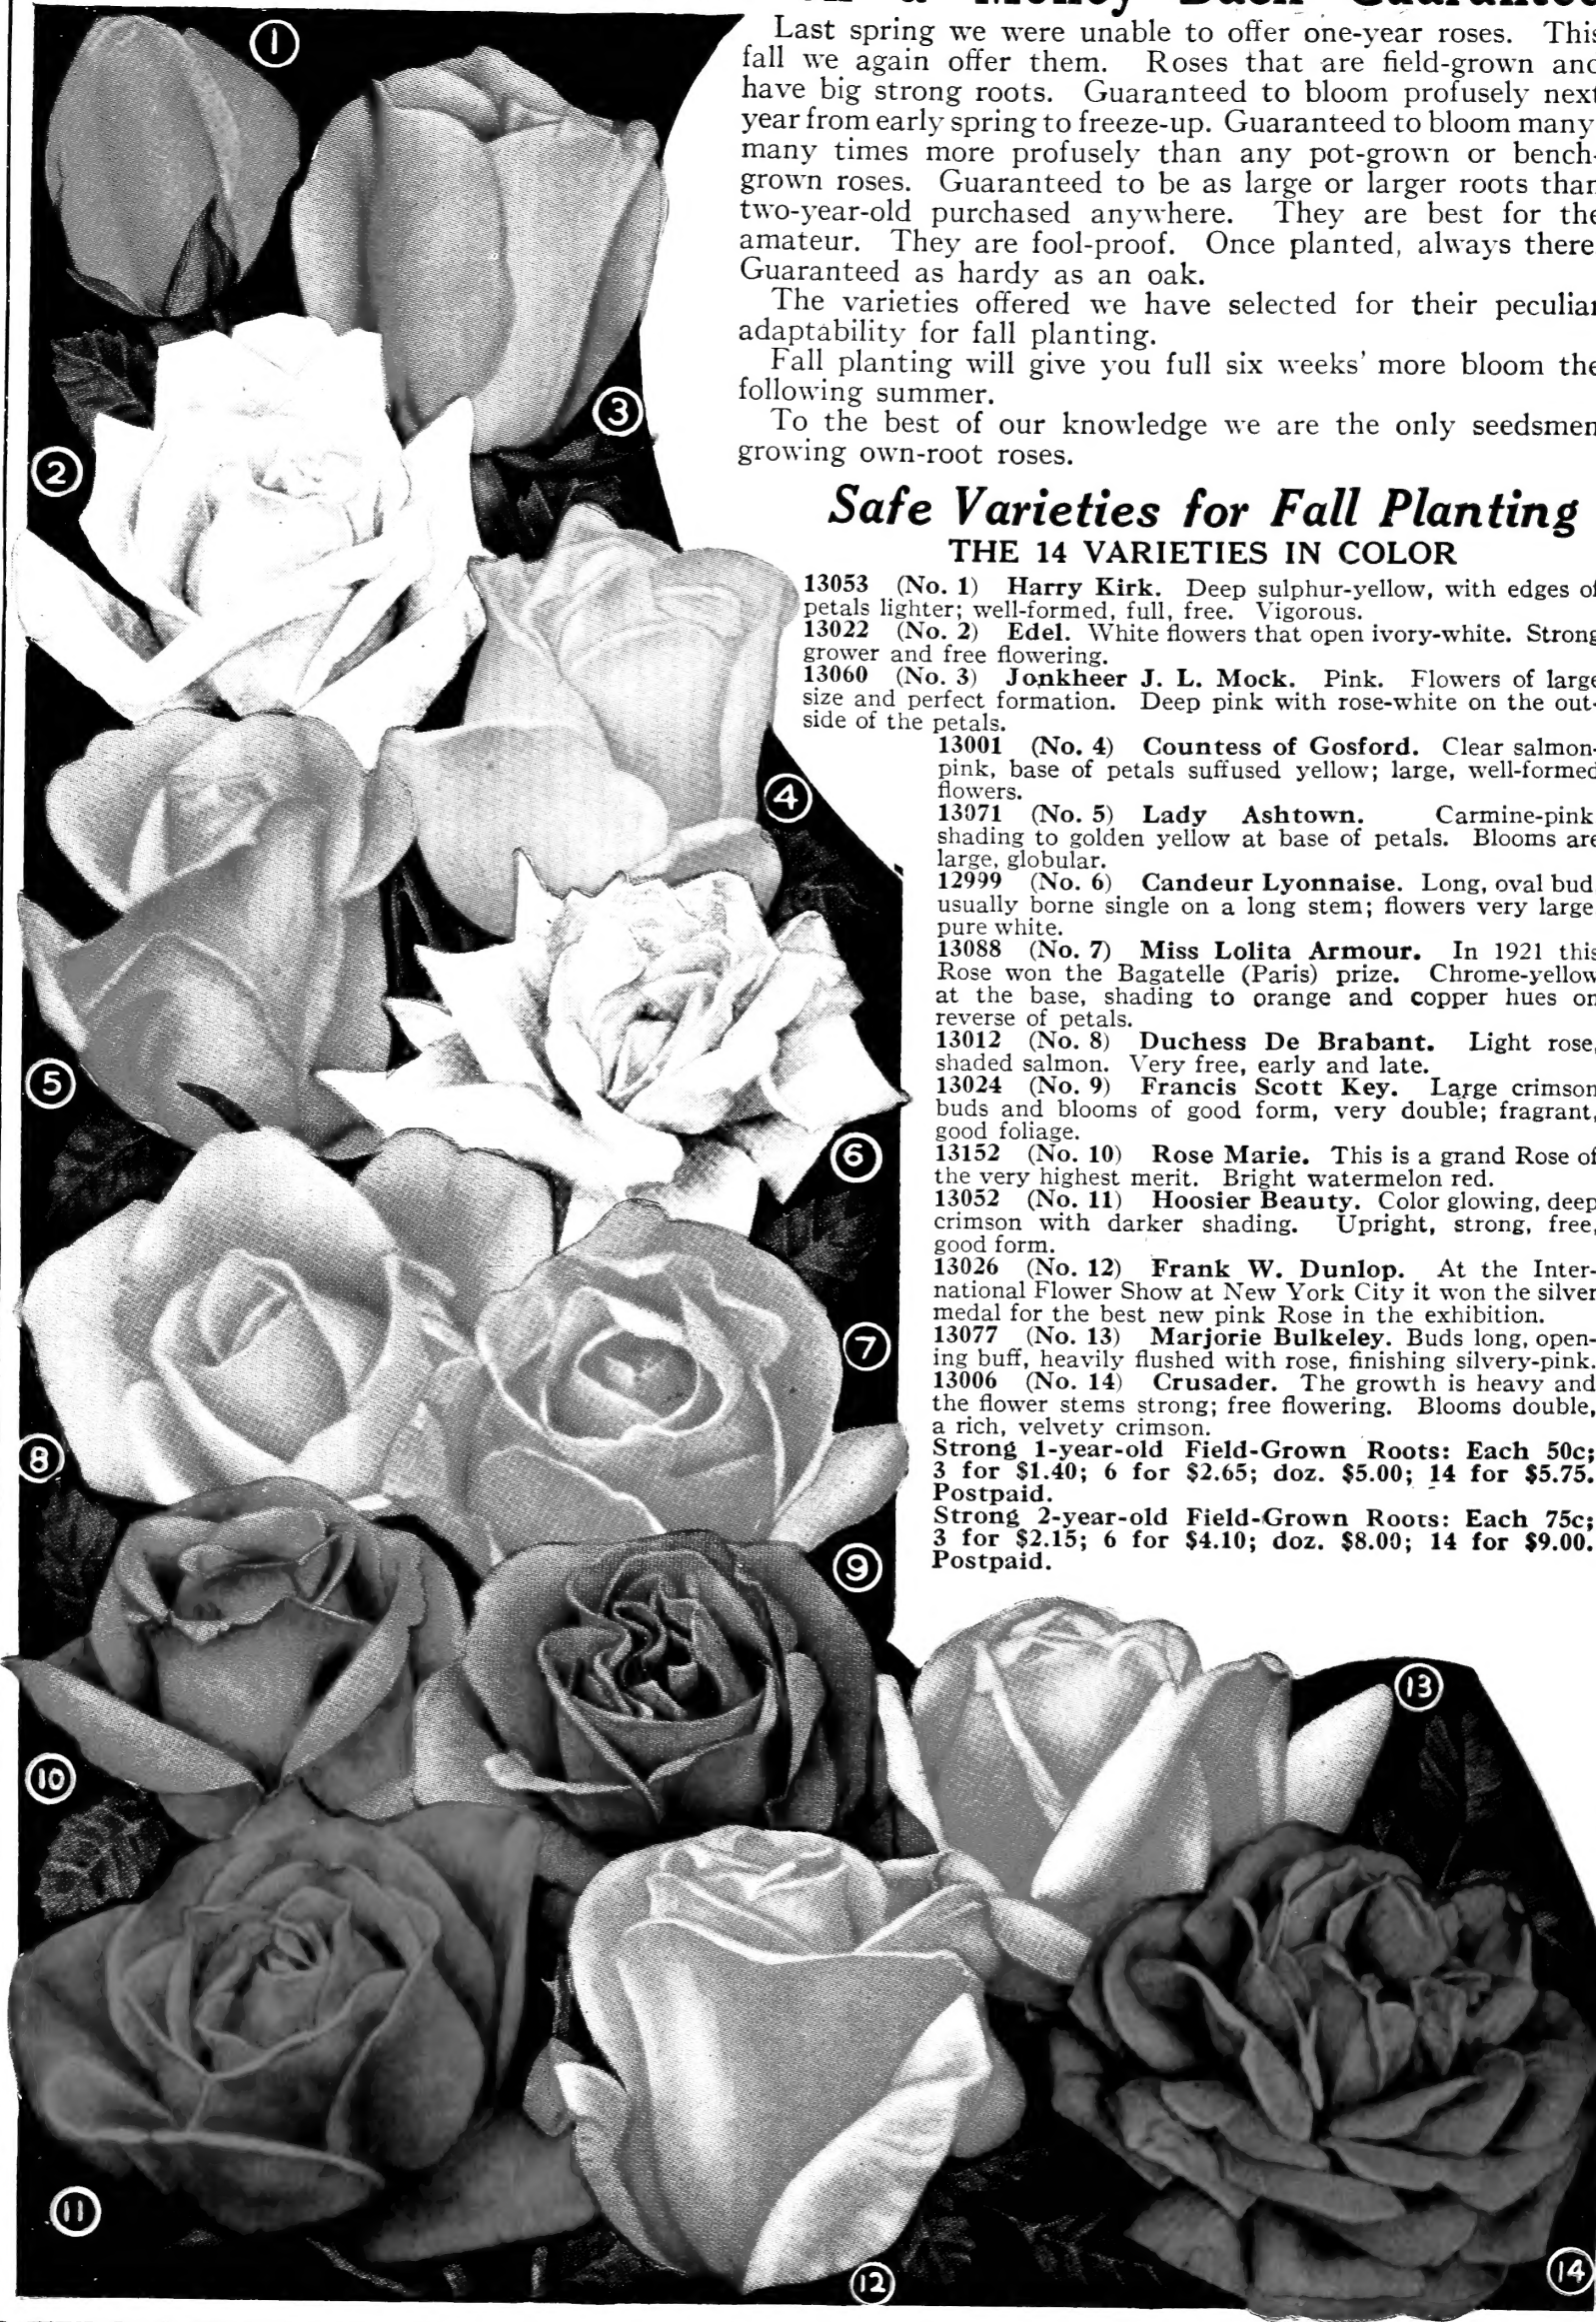 Last spring we were unable to offer one-year roses. This
fall we again offer them. Roses that are field-grown and
have big strong roots. Guaranteed to bloom profusely next
year from early spring to freeze-up. Guaranteed to bloom many
many times more profusely than any pot-grown or bench-
grown roses. Guaranteed to be as large or larger roots than
two-year-old purchased anywhere. They are best for the
amateur. They are fool-proof. Once planted, always there
Guaranteed as hardy as an oak.
The varieties offered we have selected for their peculiar
adaptability for fall planting.
Fall planting will give you full six weeks' more bloom the
following summer.
To the best of our knowledge we are the only seedsmen
growing own-root roses.
Safe Varieties for Fall Planting
THE 14 VARIETIES IN COLOR
13053 (No. 1) Harry Kirk. Deep sulphur-yellow, with edges of
petals lighter; well-formed, full, free. Vigorous.
13022 (No. 2) Edel. White flowers that open ivory-white. Strong
grower and free flowering.
13060 (No. 3) Jonkheer J. L. Mock. Pink. Flowers of large
size and perfect formation. Deep pink with rose-white on the out-
side of the petals.
13001 (No. 4) Countess of Gosford. Clear salmon-
pink, base of petals suffused yellow; large, well-formed
flowers.
13071 (No. 5) Lady Ashtown. Carmine-pink
shading to golden yellow at base of petals. Blooms are
large, globular.
12999 (No. 6) Candeur Lyonnaise. Long, oval bud
usually borne single on a long stem; flowers very large
pure white.
13088 (No. 7) Miss Lolita Armour. In 1921 this
Rose won the Bagatelle (Paris) prize. Chrome-yellow
at the base, shading to orange and copper hues on
reverse of petals.
13012 (No. 8) Duchess De Brabant. Light rose,
shaded salmon. Very free, early and late.
13024 (No. 9) Francis Scott Key. Large crimson
buds and blooms of good form, very double; fragrant,
good foliage.
13152 (No. 10) Rose Marie. This is a grand Rose of
the very highest merit. Bright watermelon red.
13052 (No. 11) Hoosier Beauty. Color glowing, deep
crimson with darker shading. Upright, strong, free,
good form.
13026 (No. 12) Frank W. Dunlop. At the Inter-
national Flower Show at New York City it won the silver
medal for the best new pink Rose in the exhibition.
13077 (No. 13) Marjorie Bulkeley. Buds long, open-
ing buff, heavily flushed with rose, finishing silvery-pink.
13006 (No. 14) Crusader. The growth is heavy and
the flower stems strong; free flowering. Blooms double,
a rich, velvety crimson.
Strong 1-year-old Field-Grown Roots: Each 50c;
3 for $1.40; 6 for $2.65; doz. $5.00; 14 for $5.75.
Postpaid.
Strong 2-year-old Field-Grown Roots: Each 75c;
3 for $2.15; 6 for $4.10; doz. $8.00; 14 for $9.00.
Postpaid.
1
3
2
4
5
6
7
8
9
13
10
11
12
14